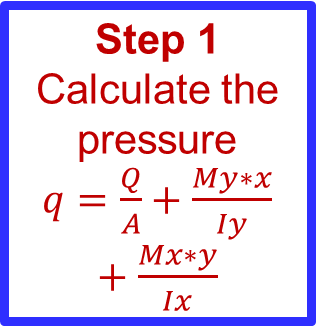 Step 1
Calculate the
pressure
q = Q/A + My*x/Iy
+ Mx*y/Ix